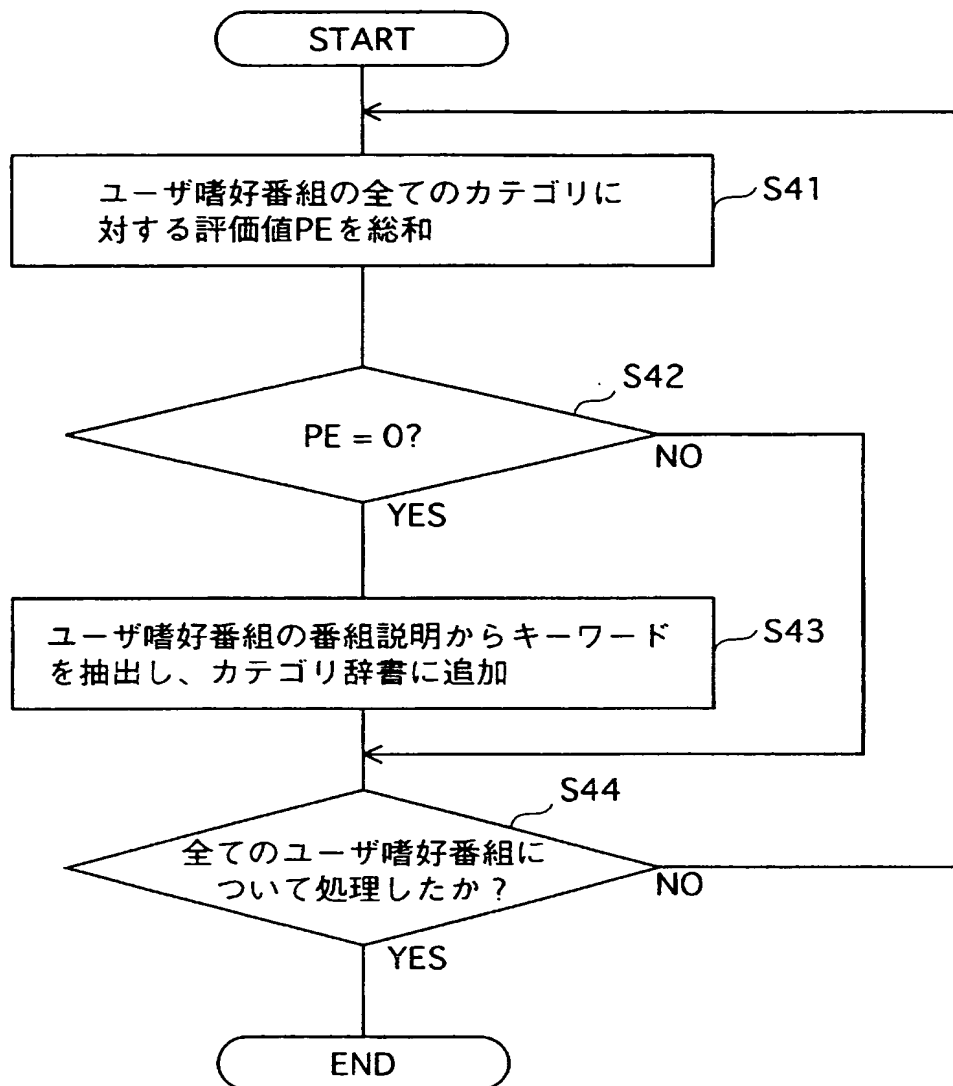 START
ユーザ嗜好番組の全てのカテゴリに
対する評価値PEを総和
S41
S42
PE = 0?
NO
YES
ユーザ嗜好番組の番組説明からキーワード
を抽出し、カテゴリ辞書に追加
S43
S44
全てのユーザ嗜好番組に
ついて処理したか？
NO
YES
END